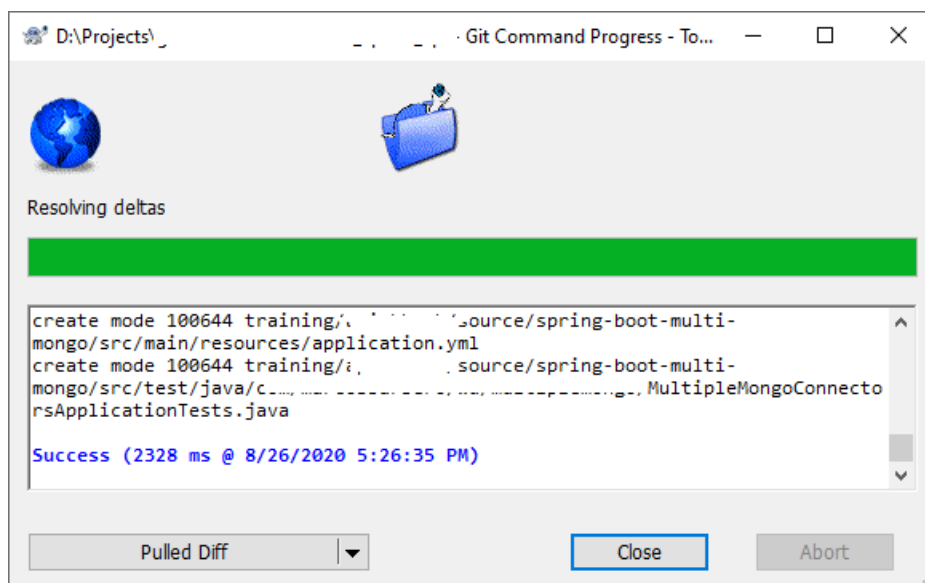 D:\Projects\ - Git Command Progress - To...
Resolving deltas
create mode 100644 training/ source/spring-boot-multi-
mongo/src/main/resources/application.yml
create mode 100644 training/ source/spring-boot-multi-
mongo/src/test/java/ MultipleMongoConnecto
rsApplicationTests.java
Success (2328 ms @ 8/26/2020 5:26:35 PM)
Pulled Diff
Close
Abort